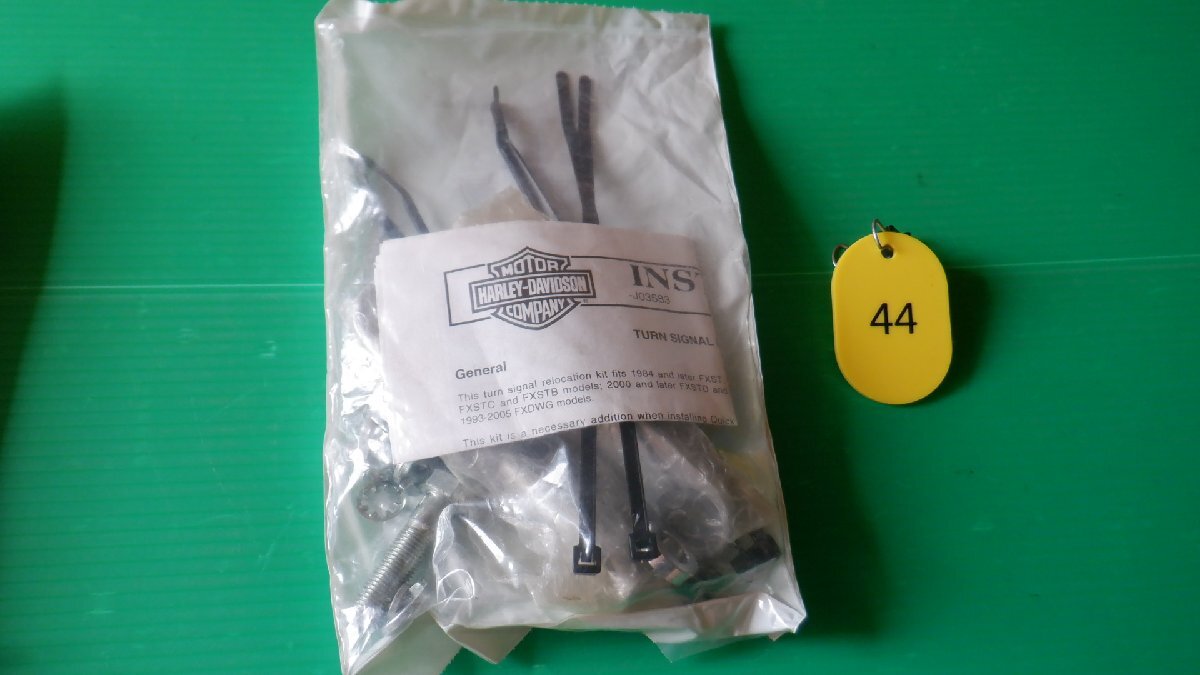 MOTOR
HARLEY-DAVIDSON
COMPANY
INS
-J03683
TURN SIGNAL
General
This turn signal relocation kit fits 1984 and later FXST,
FXSTC and FXSTB models; 2000 and later FXSTD and
1993-2005 FXDWG models.
This kit is a necessary addition when installing Quick
44